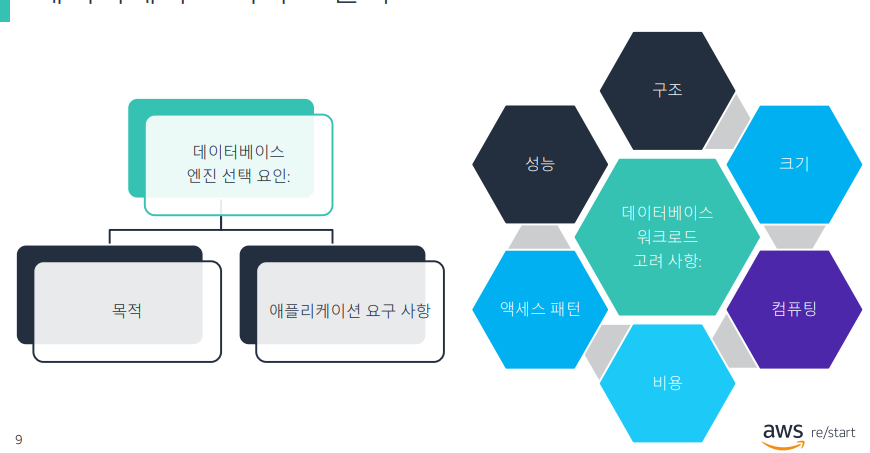 데이터베이스
엔진 선택 요인:
목적
애플리케이션 요구 사항
구조
성능
크기
데이터베이스
워크로드
고려 사항:
액세스 패턴
컴퓨팅
비용
9
aws re/start